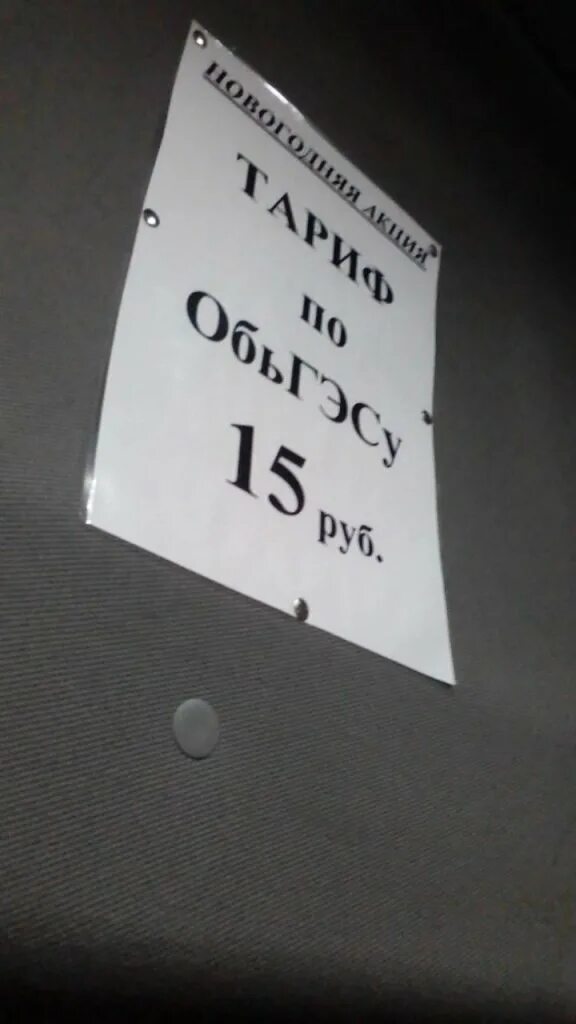 НОВОГОДНЯЯ АКЦИЯ
ТАРИФ
по
ОбьГЭСу
15 руб.